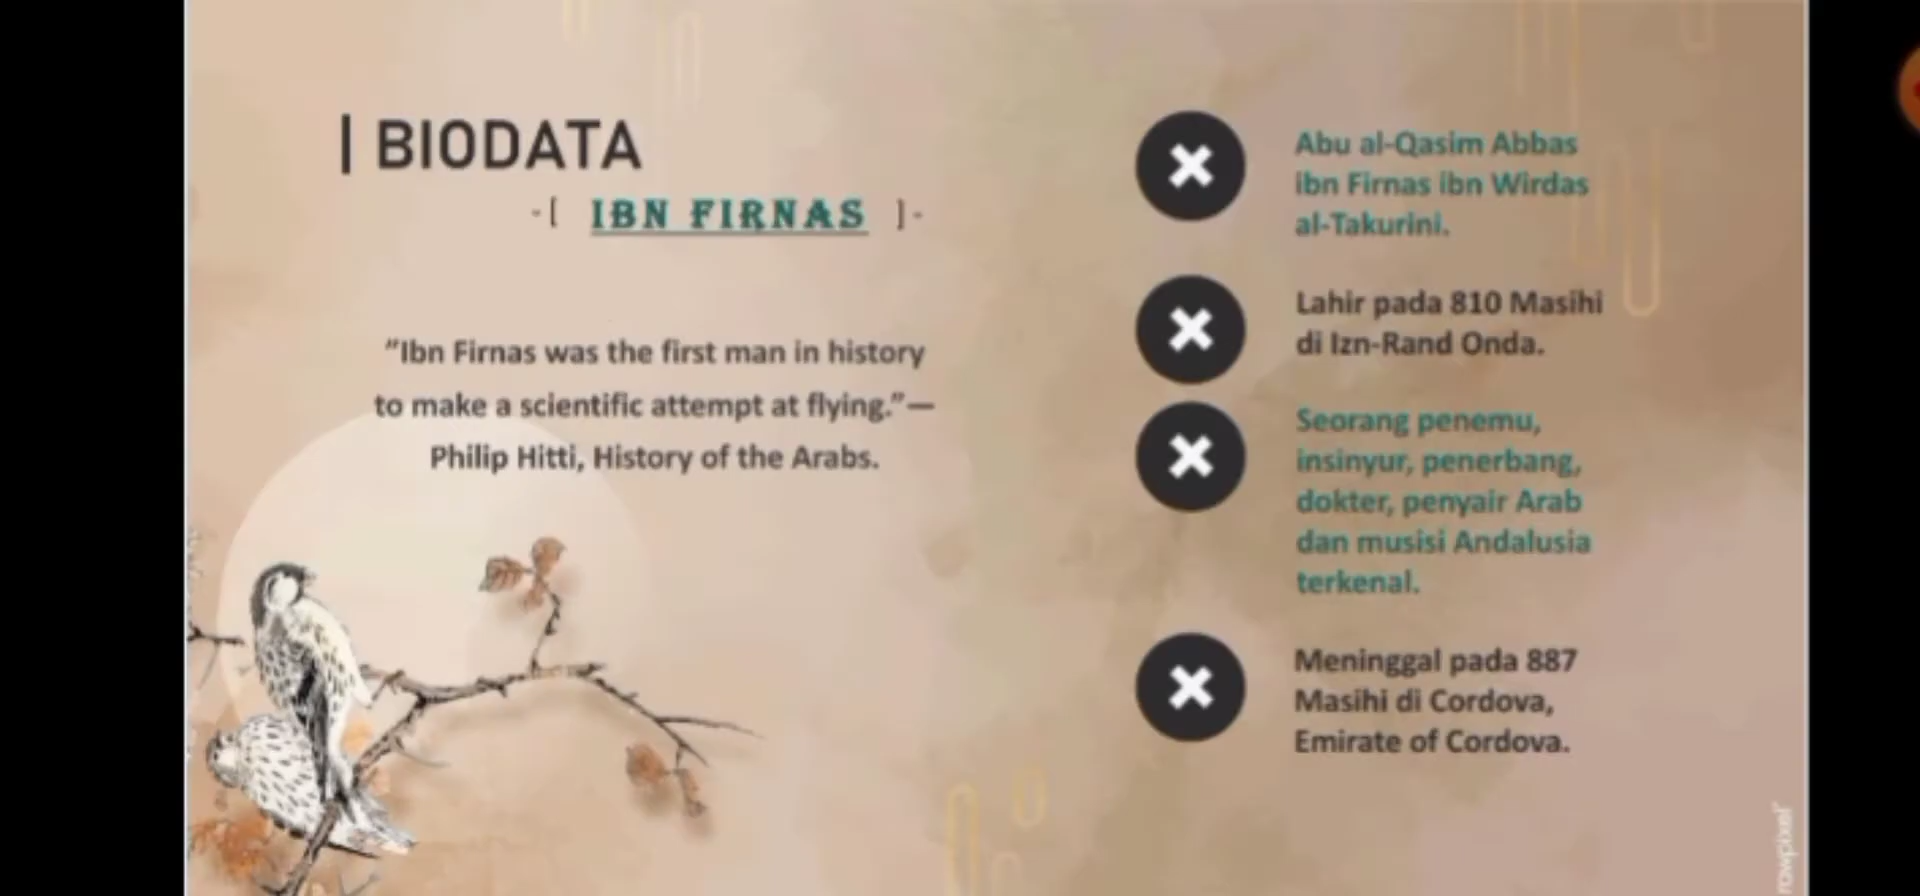 | BIODATA
-[ IBN FIRNAS ]-
"Ibn Firnas was the first man in history
to make a scientific attempt at flying."—
Philip Hitti, History of the Arabs.
Abu al-Qasim Abbas
ibn Firnas ibn Wirdas
al-Takurini.
Lahir pada 810 Masihi
di Izn-Rand Onda.
Seorang penemu,
insinyur, penerbang,
dokter, penyair Arab
dan musisi Andalusia
terkenal.
Meninggal pada 887
Masihi di Cordova,
Emirate of Cordova.
rawpixel